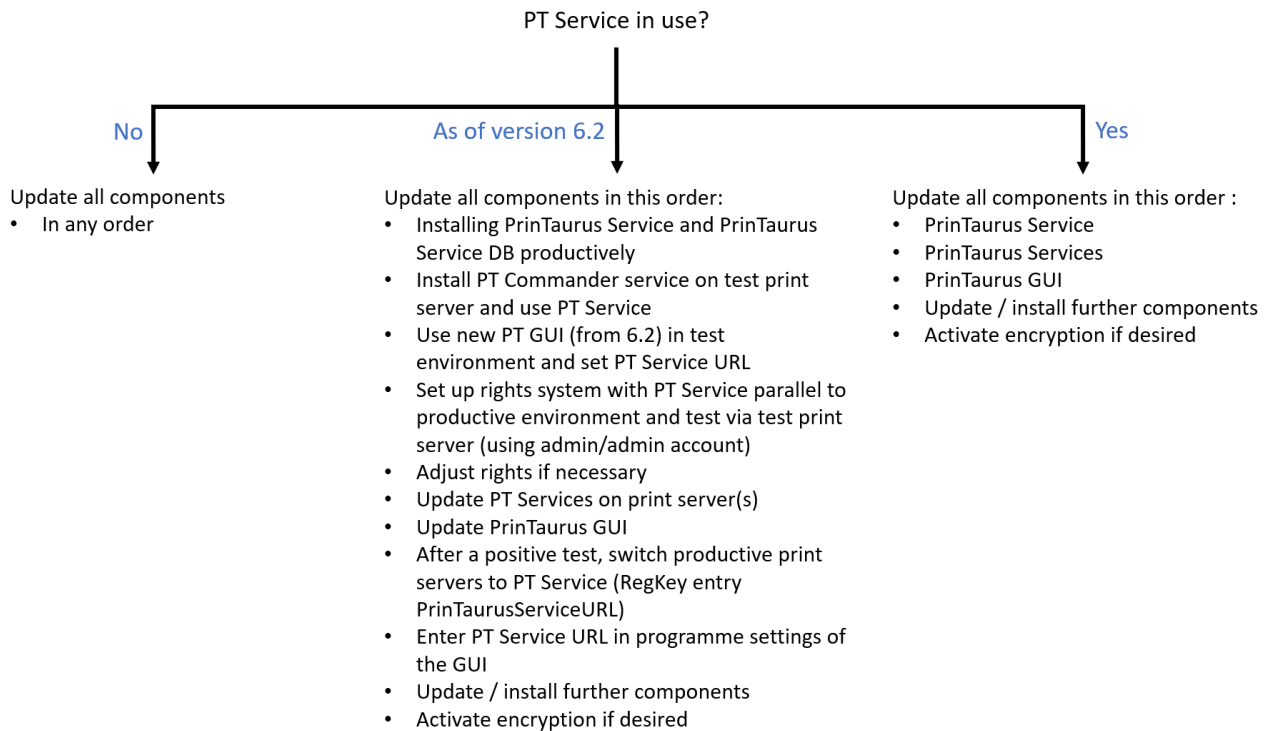 PT Service in use?
No
As of version 6.2
Yes
Update all components
• In any order
Update all components in this order:
• Installing PrinTaurus Service and PrinTaurus
Service DB productively
• Install PT Commander service on test print
server and use PT Service
• Use new PT GUI (from 6.2) in test
environment and set PT Service URL
• Set up rights system with PT Service parallel to
productive environment and test via test print
server (using admin/admin account)
• Adjust rights if necessary
• Update PT Services on print server(s)
• Update PrinTaurus GUI
• After a positive test, switch productive print
servers to PT Service (RegKey entry
PrinTaurusServiceURL)
• Enter PT Service URL in programme settings of
the GUI
• Update / install further components
• Activate encryption if desired
Update all components in this order :
• PrinTaurus Service
• PrinTaurus Services
• PrinTaurus GUI
• Update / install further components
• Activate encryption if desired